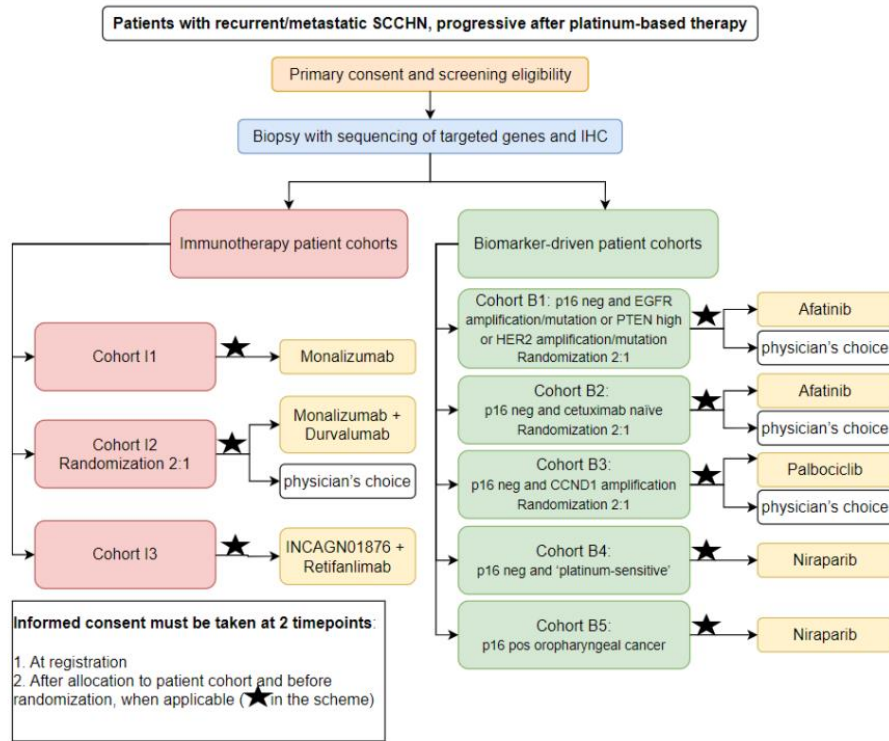 Patients with recurrent/metastatic SCCHN, progressive after platinum-based therapy
Primary consent and screening eligibility
Biopsy with sequencing of targeted genes and IHC
Immunotherapy patient cohorts
Cohort I1
Monalizumab
Cohort I2
Randomization 2:1
Monalizumab +
Durvalumab
physician's choice
Cohort I3
INCAGN01876 +
Retifanlimab
Biomarker-driven patient cohorts
Cohort B1: p16 neg and EGFR
amplification/mutation or PTEN high
or HER2 amplification/mutation
Randomization 2:1
Afatinib
physician's choice
Cohort B2:
p16 neg and cetuximab naïve
Randomization 2:1
Afatinib
physician's choice
Cohort B3:
p16 neg and CCND1 amplification
Randomization 2:1
Palbociclib
physician's choice
Cohort B4:
p16 neg and 'platinum-sensitive'
Niraparib
Cohort B5:
p16 pos oropharyngeal cancer
Niraparib
Informed consent must be taken at 2 timepoints:
1. At registration
2. After allocation to patient cohort and before
randomization, when applicable (★in the scheme)